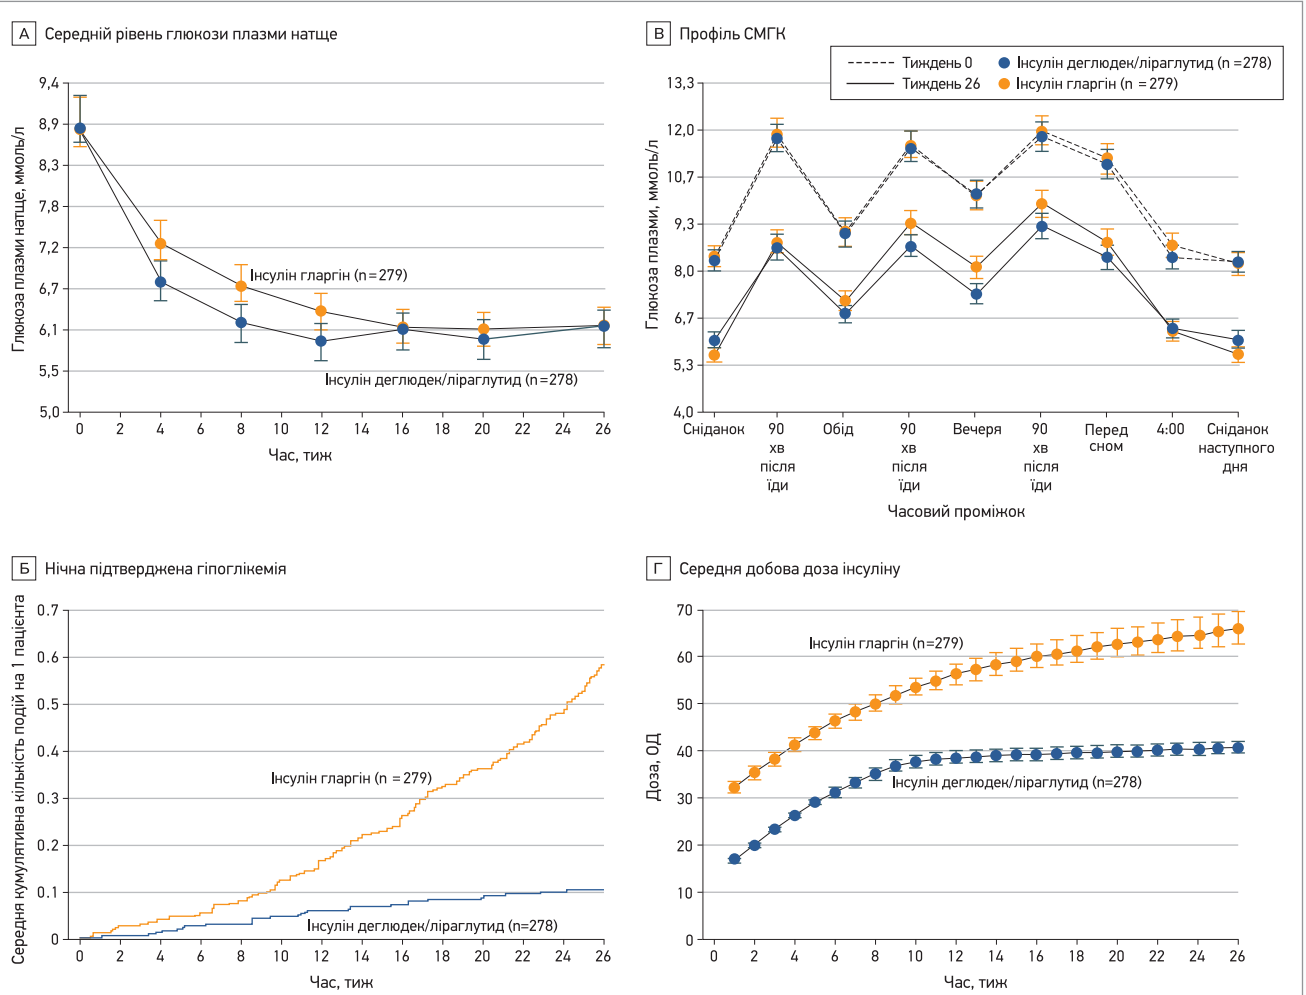 А Середній рівень глюкози плазми натще
Глюкоза плазми натще, ммоль/л
9,4
8,9
8,3
7,8
7,2
6,7
6,1
5,5
5,0
Інсулін гларгін (n=279)
Інсулін деглюдек/ліраглутид (n=278)
0 2 4 6 8 10 12 14 16 18 20 22 24 26
Час, тиж
В Профіль СМГК
Тиждень 0
Тиждень 26
Інсулін деглюдек/ліраглутид (n=278)
Інсулін гларгін (n=279)
Глюкоза плазми, ммоль/л
13,3
12,0
10,7
9,3
8,0
6,7
5,3
4,0
Сніданок
90
хв
після
їди
Обід
90
хв
після
їди
Вечеря
90
хв
після
їди
Перед
сном
4:00
Сніданок
наступного
дня
Часовий проміжок
Б Нічна підтверджена гіпоглікемія
Середня кумулятивна кількість подій на 1 пацієнта
0.7
0.6
0.5
0.4
0.3
0.2
0.1
0
Інсулін гларгін (n=279)
Інсулін деглюдек/ліраглутид (n=278)
0 2 4 6 8 10 12 14 16 18 20 22 24 26
Час, тиж
Г Середня добова доза інсуліну
Доза, ОД
70
60
50
40
30
20
10
0
Інсулін гларгін (n=279)
Інсулін деглюдек/ліраглутид (n=278)
0 2 4 6 8 10 12 14 16 18 20 22 24 26
Час, тиж